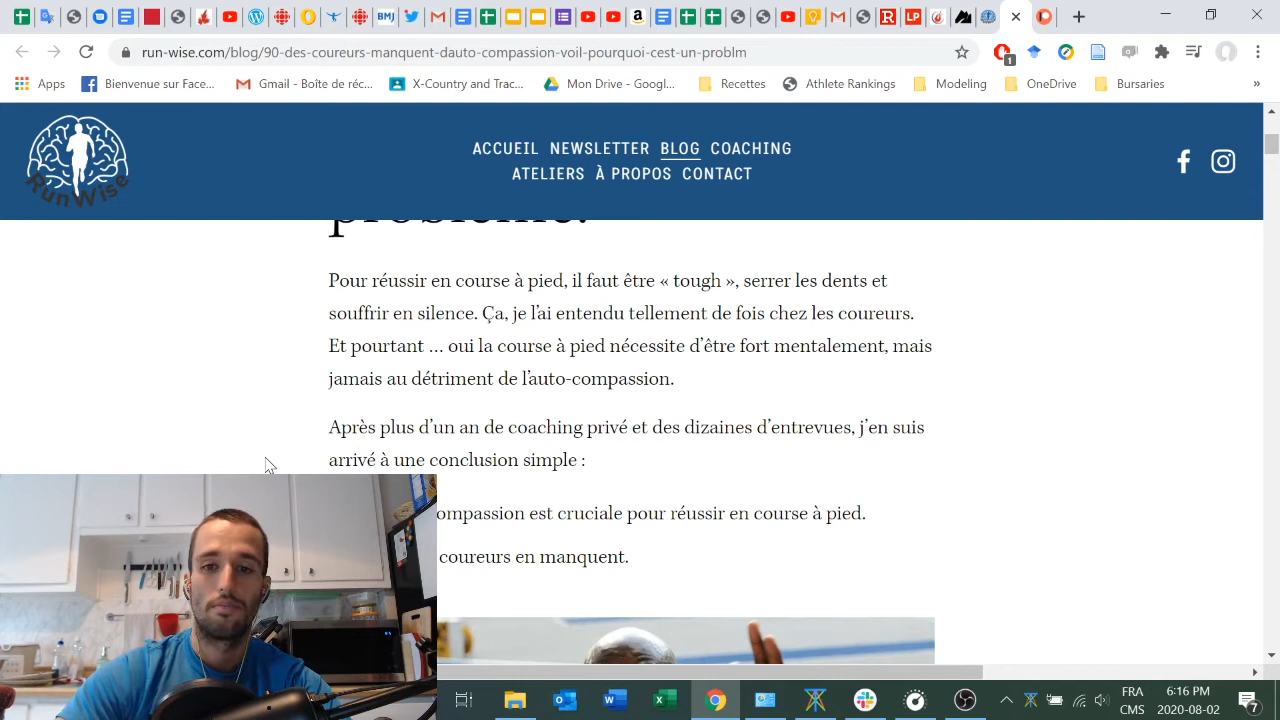 BMJ
LP
run-wise.com/blog/90-des-coureurs-manquent-dauto-compassion-voil-pourquoi-cest-un-problm
1
Apps Bienvenue sur Face... Gmail - Boîte de réc... X-Country and Trac... Mon Drive - Googl... Recettes Athlete Rankings Modeling OneDrive Bursaries »
RunWise
ACCUEIL NEWSLETTER BLOG COACHING
ATELIERS À PROPOS CONTACT
Pour réussir en course à pied, il faut être « tough », serrer les dents et
souffrir en silence. Ça, je l'ai entendu tellement de fois chez les coureurs.
Et pourtant … oui la course à pied nécessite d'être fort mentalement, mais
jamais au détriment de l'auto-compassion.
Après plus d'un an de coaching privé et des dizaines d'entrevues, j'en suis
arrivé à une conclusion simple :
ompassion est cruciale pour réussir en course à pied.
coureurs en manquent.
FRA
CMS
6:16 PM
2020-08-02
7